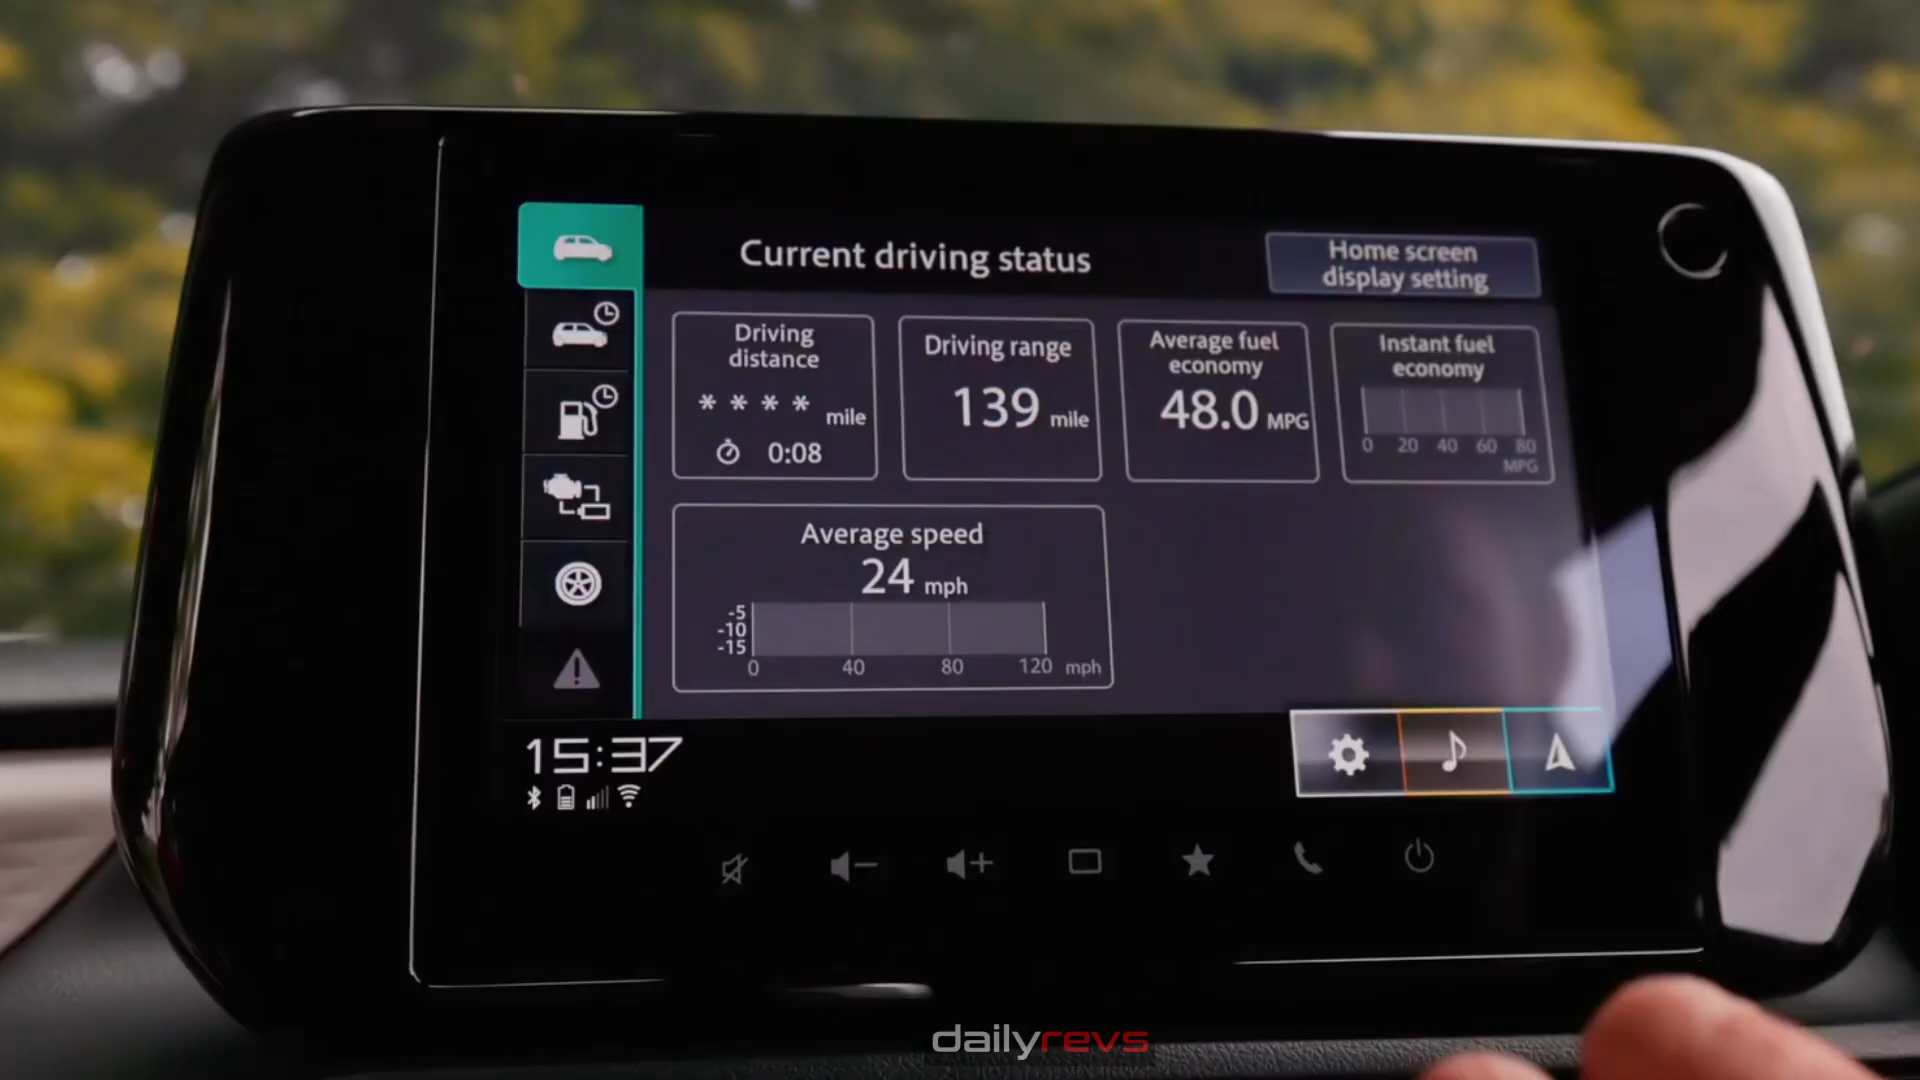 Current driving status
Home screen
display setting
Driving
distance
* * * * mile
0:08
Driving range
139 mile
Average fuel
economy
48.0 MPG
Instant fuel
economy
0 20 40 60 80
MPG
Average speed
24 mph
-5
-10
-15
0 40 80 120 mph
15:37
dailyrevs